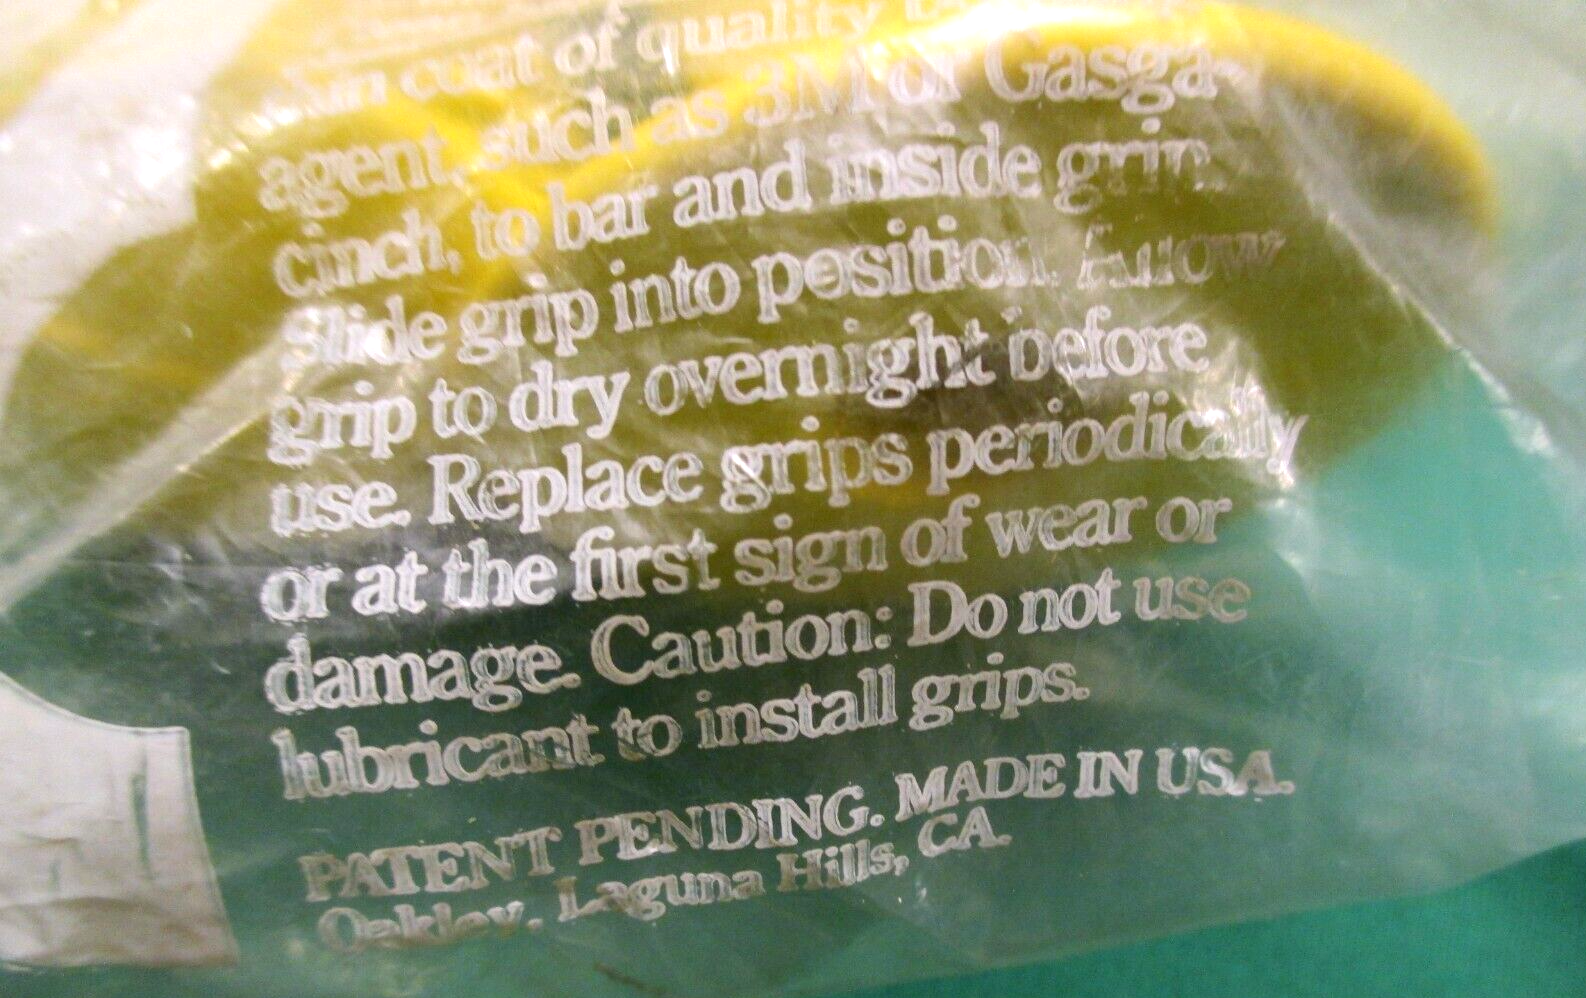 thin coat of quality
agent, such as 3M or Gasga-
cinch, to bar and inside grip.
Slide grip into position. Allow
grip to dry overnight before
use. Replace grips periodically
or at the first sign of wear or
damage. Caution: Do not use
lubricant to install grips.
PATENT PENDING. MADE IN USA.
Oakley, Laguna Hills, CA.